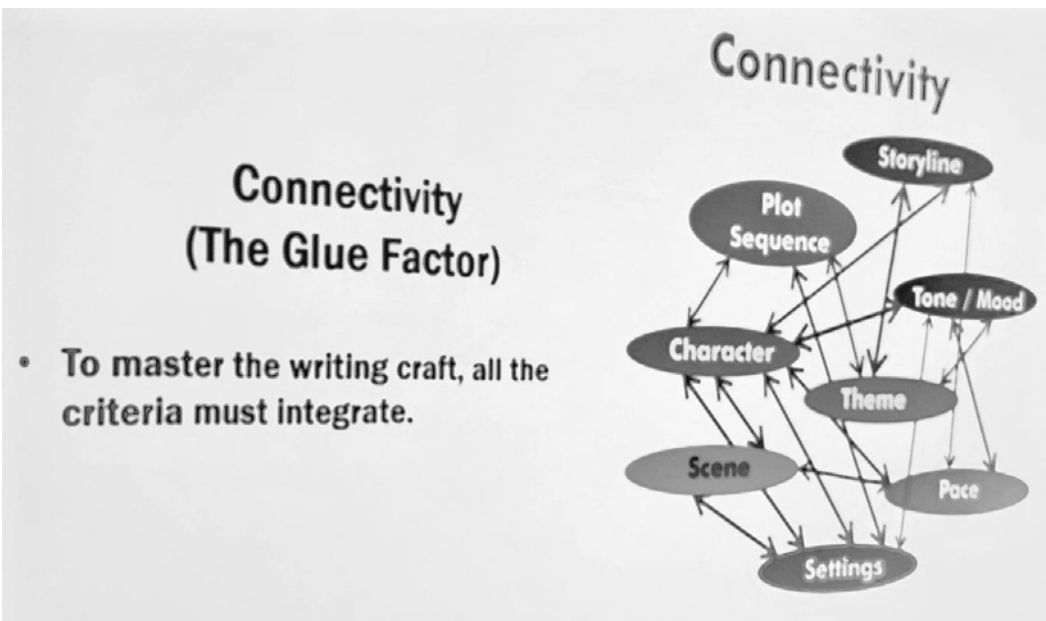 Connectivity
(The Glue Factor)
• To master the writing craft, all the
criteria must integrate.
Connectivity
Storyline
Plot
Sequence
Tone / Mood
Character
Theme
Scene
Pace
Settings